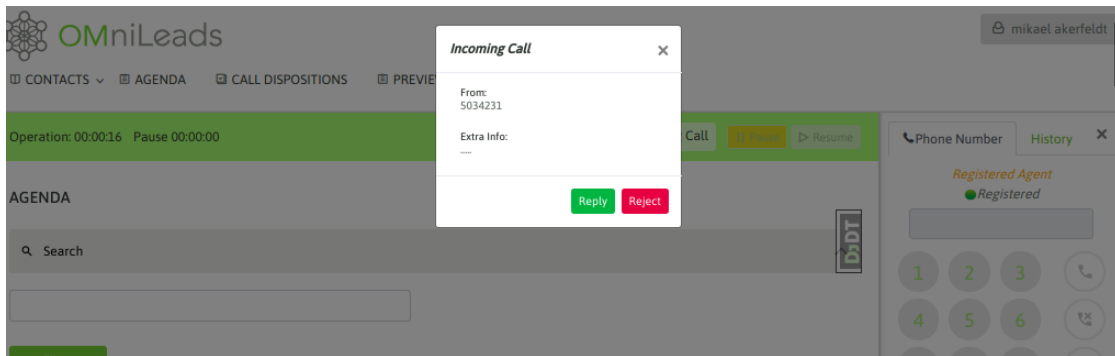 OMniLeads
mikael akerfeldt
CONTACTS
AGENDA
CALL DISPOSITIONS
PREVIE
Incoming Call
×
From:
5034231
Extra Info:
.....
Reply
Reject
Operation: 00:00:16 Pause 00:00:00
Call
Pause
Resume
Phone Number
History
×
Registered Agent
Registered
AGENDA
Search
DjDT
1
2
3
4
5
6